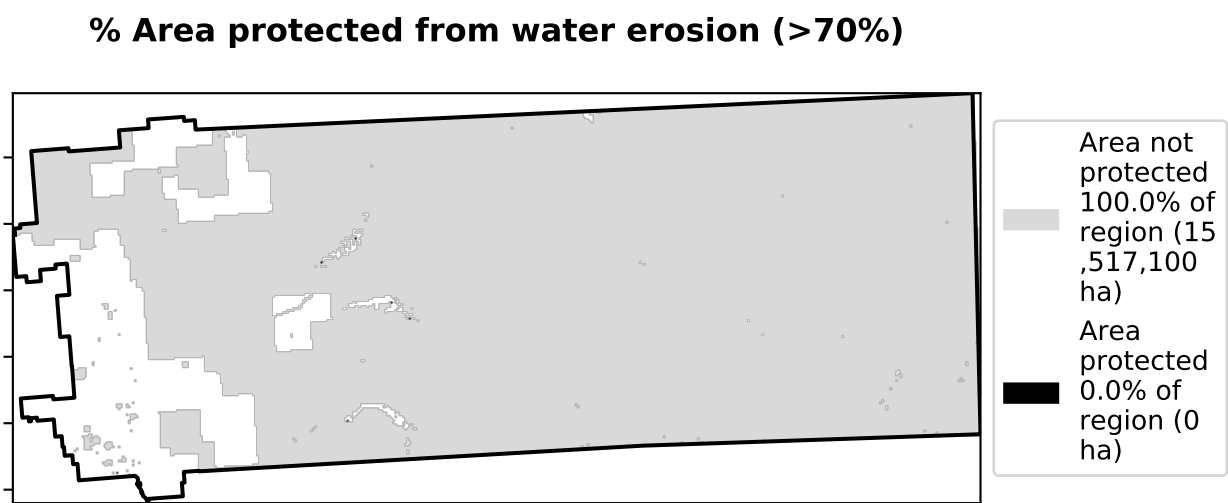 % Area protected from water erosion (>70%)
Area not
protected
100.0% of
region (15
,517,100
ha)
Area
protected
0.0% of
region (0
ha)